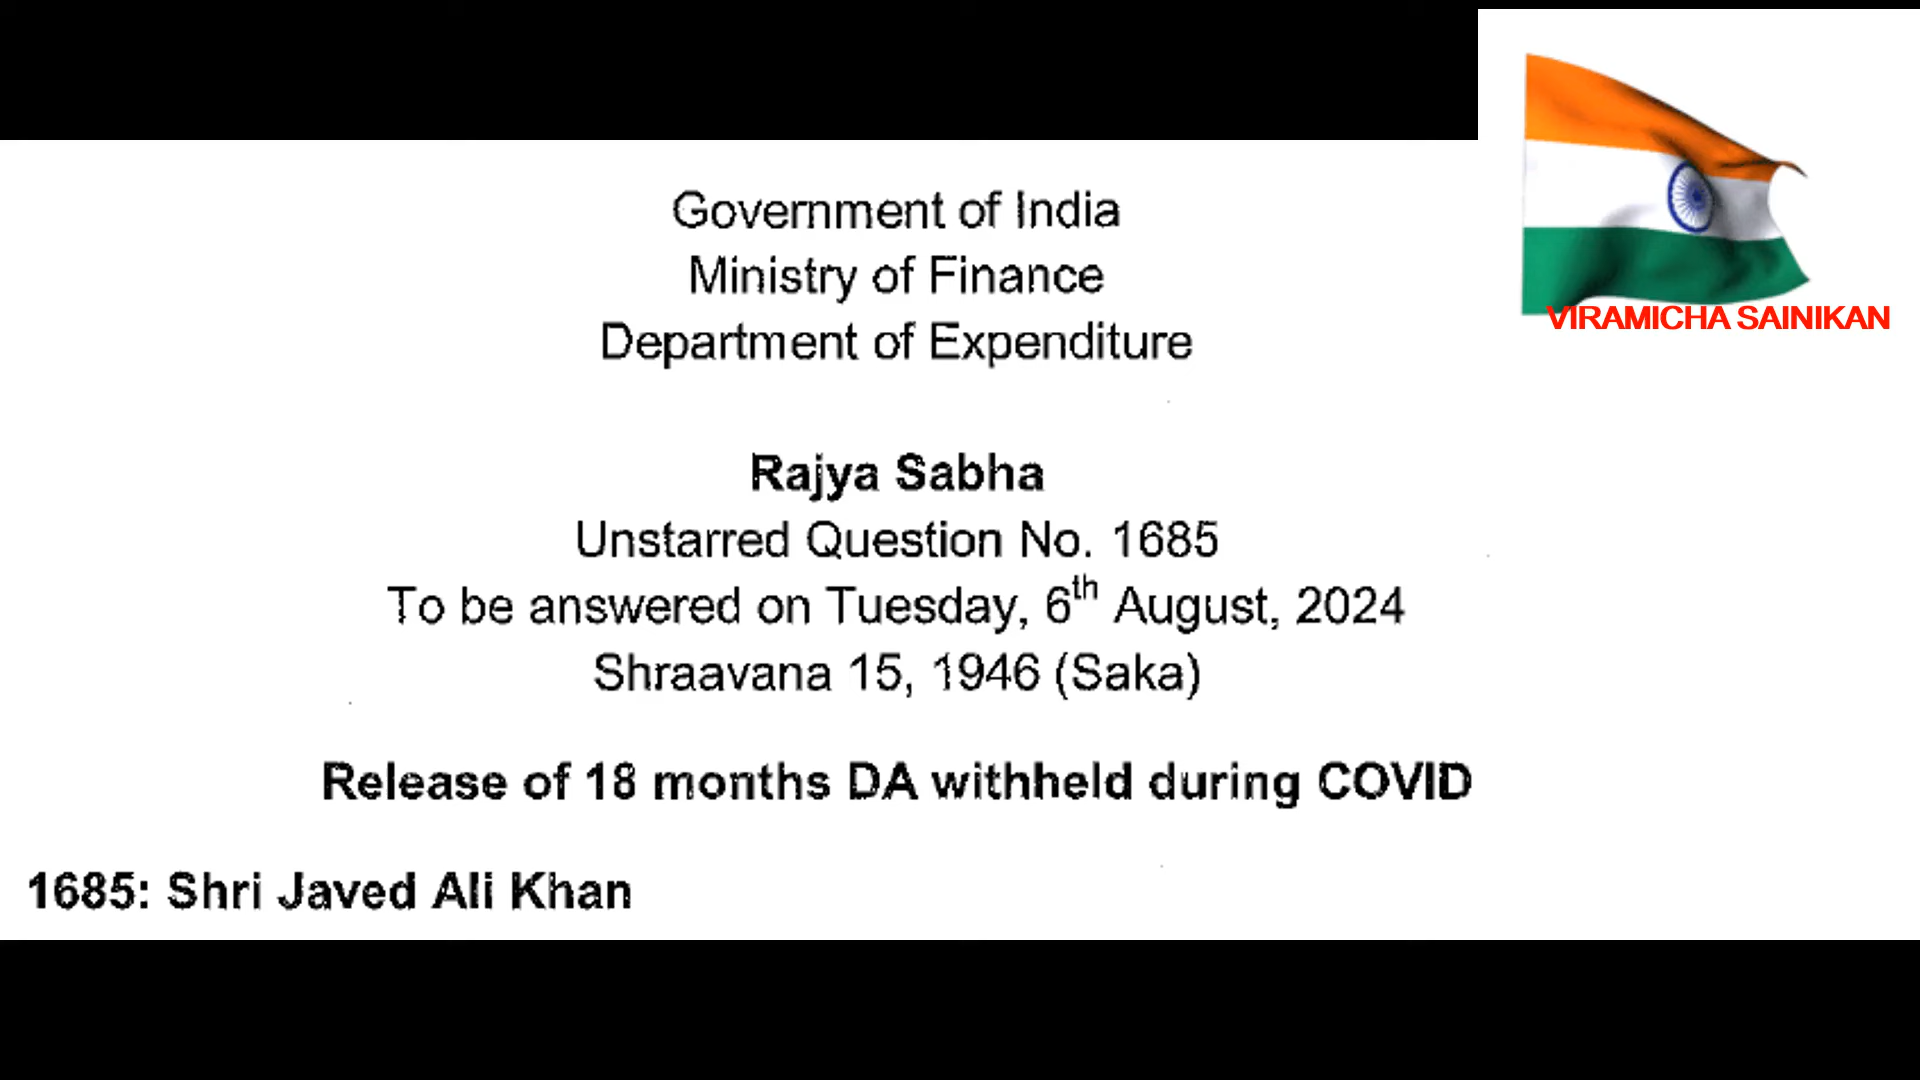 Government of India
Ministry of Finance
Department of Expenditure
VIRAMICHA SAINIKAN
Rajya Sabha
Unstarred Question No. 1685
To be answered on Tuesday, 6th August, 2024
Shraavana 15, 1946 (Saka)
Release of 18 months DA withheld during COVID
1685: Shri Javed Ali Khan